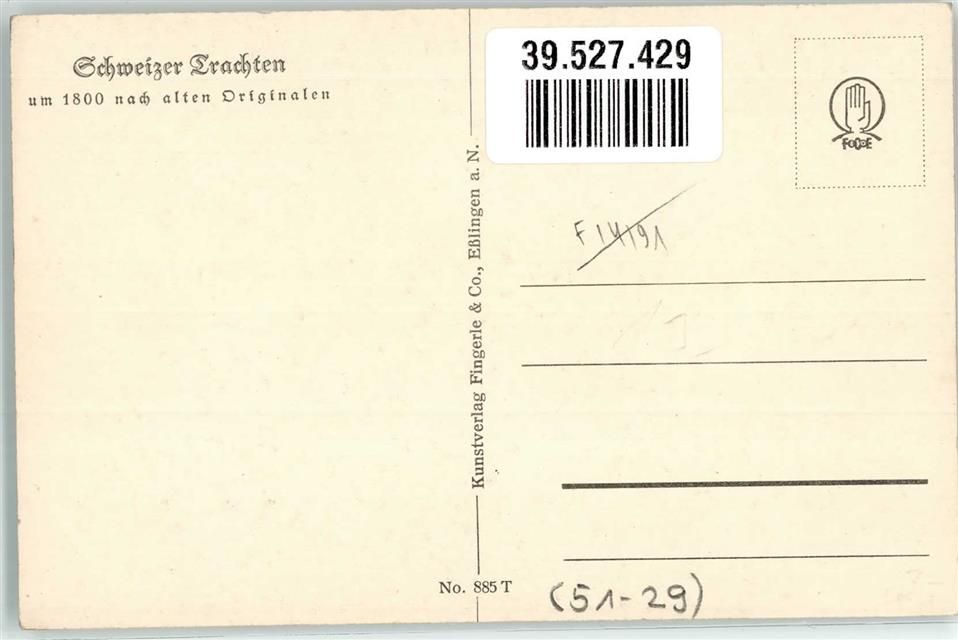 Schweizer Trachten
um 1800 nach alten Originalen
Kunstverlag Fingerle & Co., Eßlingen a. N.
No. 885 T
39.527.429
FCE
F 14191
(51-29)